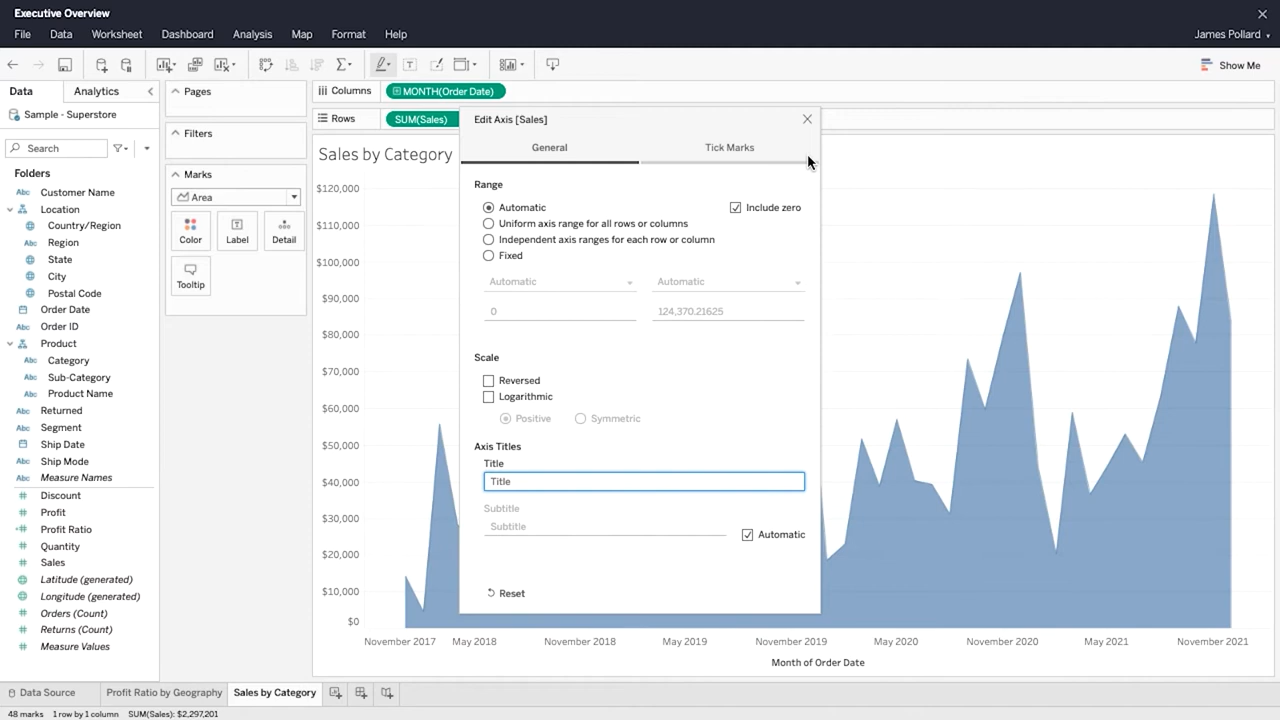 Executive Overview
File Data Worksheet Dashboard Analysis Map Format Help James Pollard
Show Me
Data Analytics
Sample - Superstore
Search
Folders
Customer Name
Location
Abc Country/Region
Abc Region
State
City
Postal Code
Order Date
Abc Order ID
Product
Abc Category
Abc Sub-Category
Abc Product Name
Abc Returned
Abc Segment
Ship Date
Abc Ship Mode
Abc Measure Names
# Discount
# Profit
# Profit Ratio
# Quantity
# Sales
Latitude (generated)
Longitude (generated)
# Orders (Count)
# Returns (Count)
# Measure Values
Pages
Filters
Marks
Area
Color Label Detail
Tooltip
Columns MONTH(Order Date)
Rows SUM(Sales)
Sales by Category
$120,000
$110,000
$100,000
$90,000
$80,000
$70,000
$60,000
$50,000
$40,000
$30,000
$20,000
$10,000
$0
November 2017 May 2018 November 2018 May 2019 November 2019 May 2020 November 2020 May 2021 November 2021
Month of Order Date
Edit Axis [Sales]
General Tick Marks
Range
Automatic Include zero
Uniform axis range for all rows or columns
Independent axis ranges for each row or column
Fixed
Automatic Automatic
0 124,370.21625
Scale
Reversed
Logarithmic
Positive Symmetric
Axis Titles
Title
Title
Subtitle
Subtitle Automatic
Reset
Data Source Profit Ratio by Geography Sales by Category
48 marks 1 row by 1 column SUM(Sales): $2,297,201